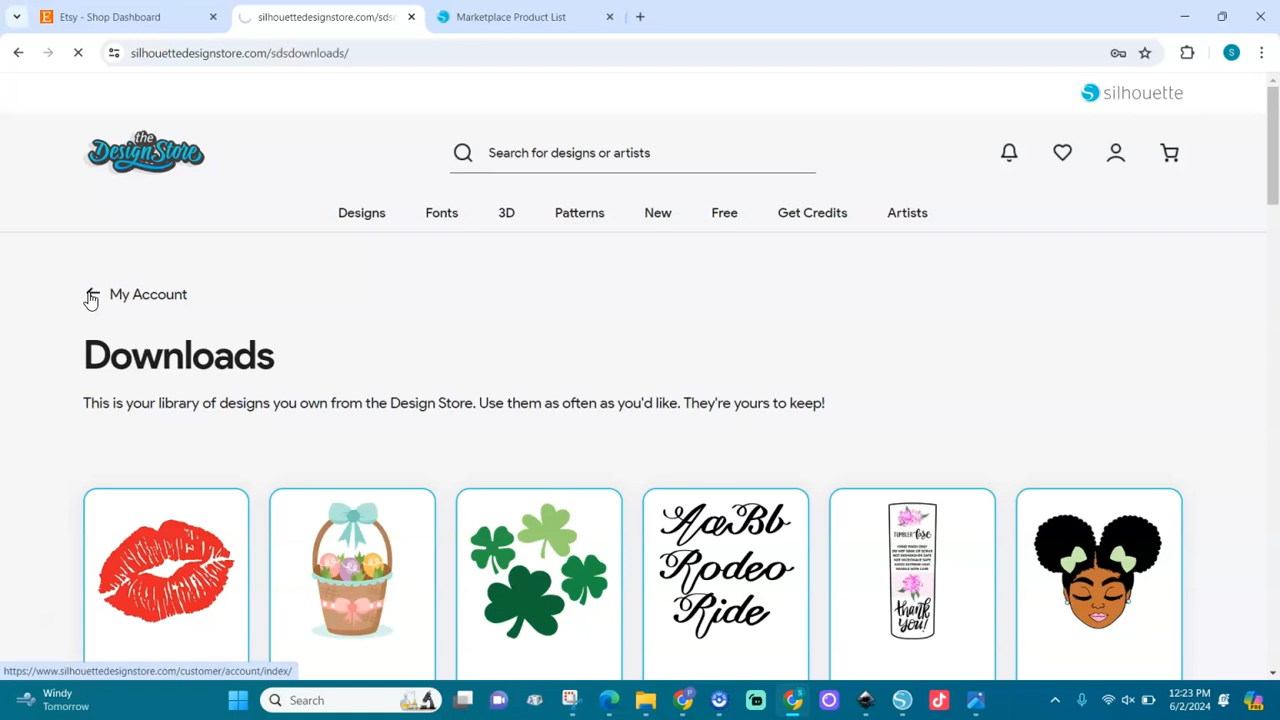 Etsy - Shop Dashboard
silhouettedesignstore.com/sds
Marketplace Product List
silhouettedesignstore.com/sdsdownloads/
S
silhouette
the
Design Store
Search for designs or artists
Designs Fonts 3D Patterns New Free Get Credits Artists
My Account
Downloads
This is your library of designs you own from the Design Store. Use them as often as you'd like. They're yours to keep!
AaBb
Rodeo
Ride
thank
you!
https://www.silhouettedesignstore.com/customer/account/index/
Windy
Tomorrow
Search
12:23 PM
6/2/2024